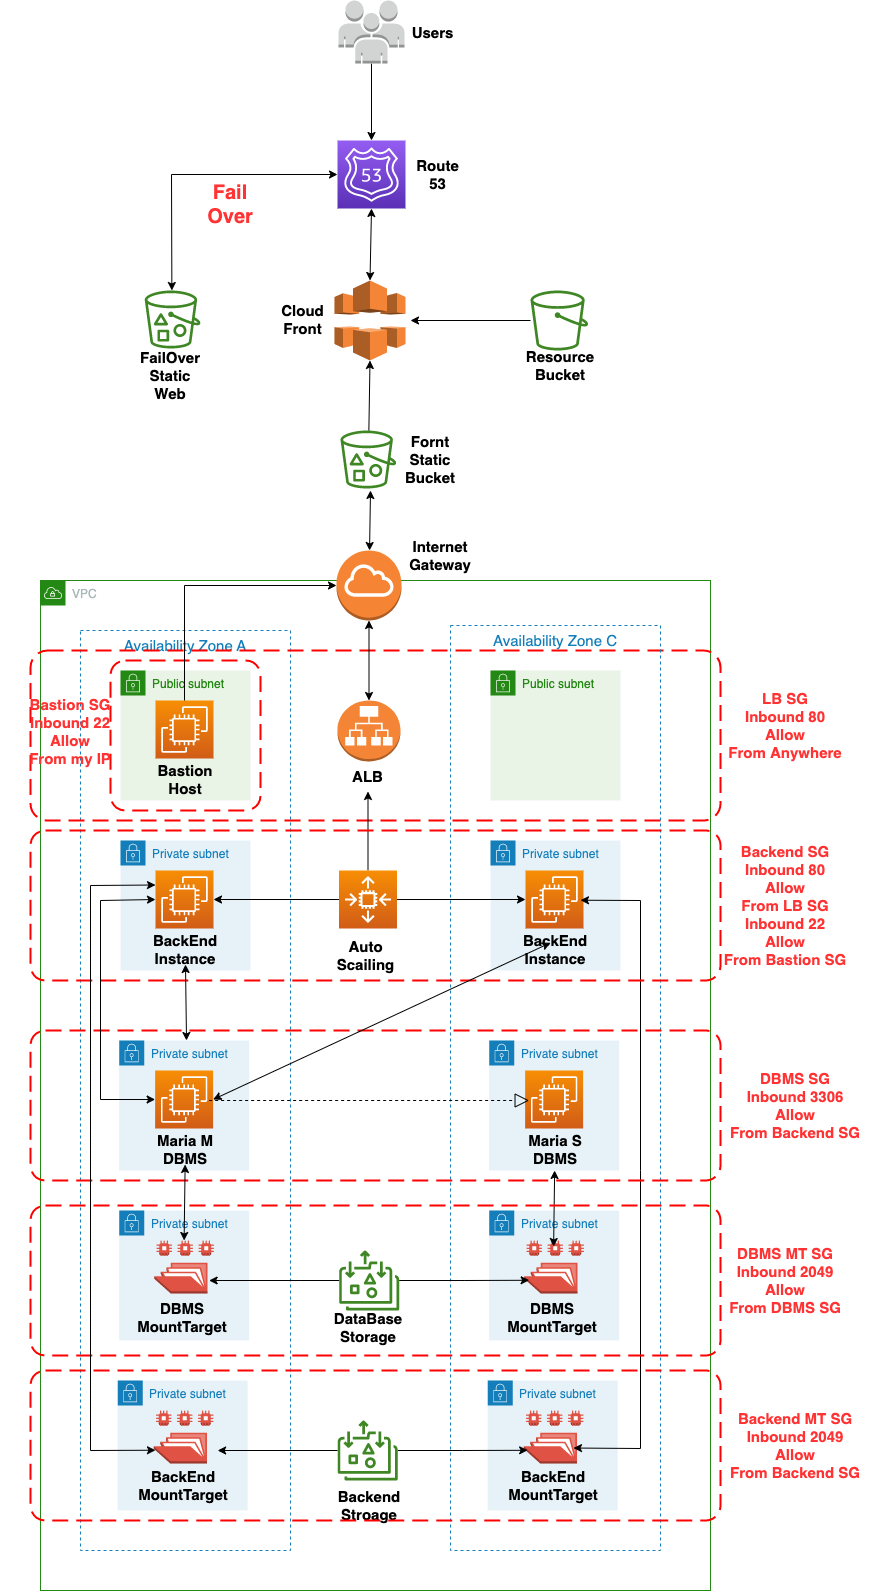 Users
Route
53
53
Fail
Over
Cloud
Front
FailOver
Static
Web
Resource
Bucket
Fornt
Static
Bucket
Internet
Gateway
VPC
Availability Zone A
Availability Zone C
Public subnet
Public subnet
Bastion SG
Inbound 22
Allow
From my IP
Bastion
Host
ALB
LB SG
Inbound 80
Allow
From Anywhere
Private subnet
Private subnet
BackEnd
Instance
Auto
Scailing
BackEnd
Instance
Backend SG
Inbound 80
Allow
From LB SG
Inbound 22
Allow
From Bastion SG
Private subnet
Private subnet
Maria M
DBMS
Maria S
DBMS
DBMS SG
Inbound 3306
Allow
From Backend SG
Private subnet
Private subnet
DBMS
MountTarget
DataBase
Storage
DBMS
MountTarget
DBMS MT SG
Inbound 2049
Allow
From DBMS SG
Private subnet
Private subnet
BackEnd
MountTarget
Backend
Stroage
BackEnd
MountTarget
Backend MT SG
Inbound 2049
Allow
From Backend SG